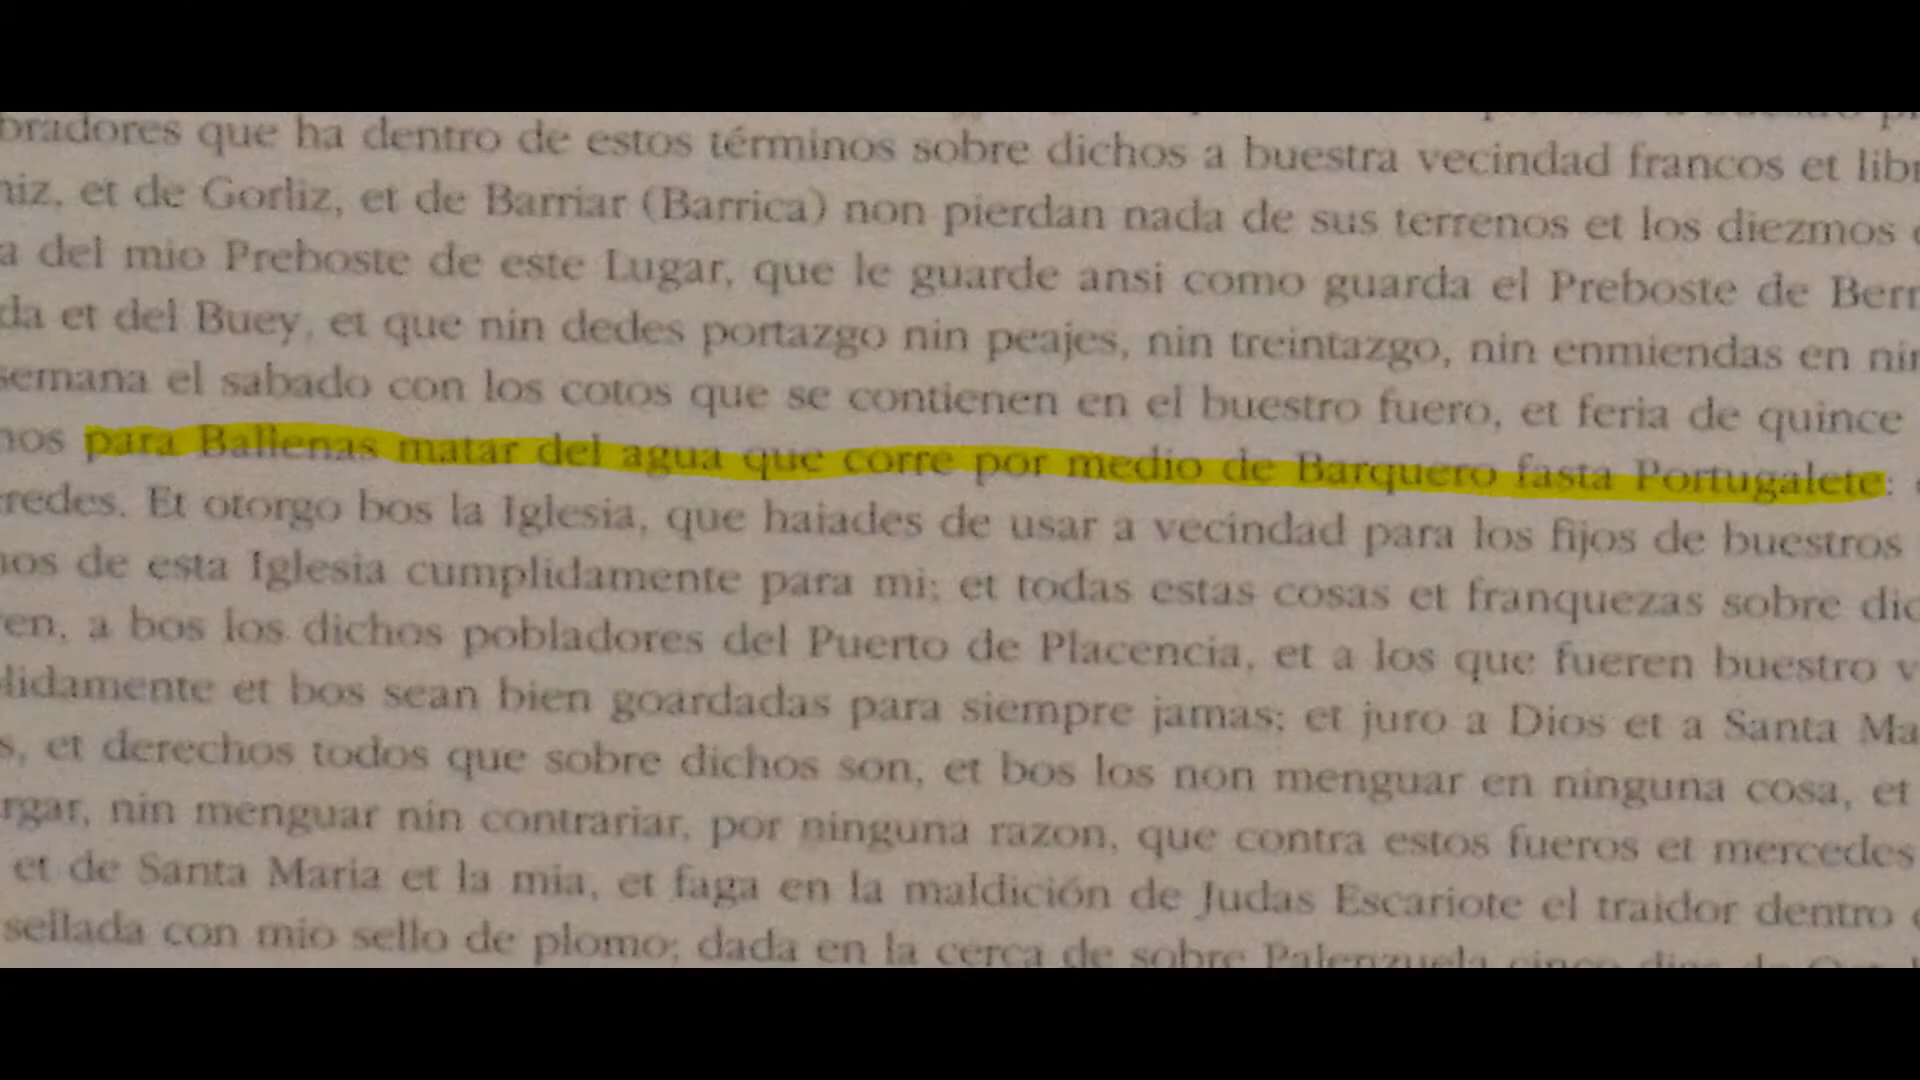 bradores que ha dentro de estos términos sobre dichos a buestra vecindad francos et libr
niz, et de Gorliz, et de Barriar (Barrica) non pierdan nada de sus terrenos et los diezmos
a del mio Preboste de este Lugar, que le guarde ansi como guarda el Preboste de Berm
da et del Buey, et que nin dedes portazgo nin peajes, nin treintazgo, nin enmiendas en nin
semana el sabado con los cotos que se contienen en el buestro fuero, et feria de quince
nos para Ballenas matar del agua que corre por medio de Barquero fasta Portugalete:
redes. Et otorgo bos la Iglesia, que haiades de usar a vecindad para los fijos de buestros
nos de esta Iglesia cumplidamente para mi; et todas estas cosas et franquezas sobre dic
en, a bos los dichos pobladores del Puerto de Placencia, et a los que fueren buestro v
lidamente et bos sean bien goardadas para siempre jamas; et juro a Dios et a Santa Ma
s, et derechos todos que sobre dichos son, et bos los non menguar en ninguna cosa, et
rgar, nin menguar nin contrariar, por ninguna razon, que contra estos fueros et mercedes
et de Santa Maria et la mia, et faga en la maldición de Judas Escariote el traidor dentro
sellada con mio sello de plomo; dada en la cerca de sobre Palenzuela cinco dias de